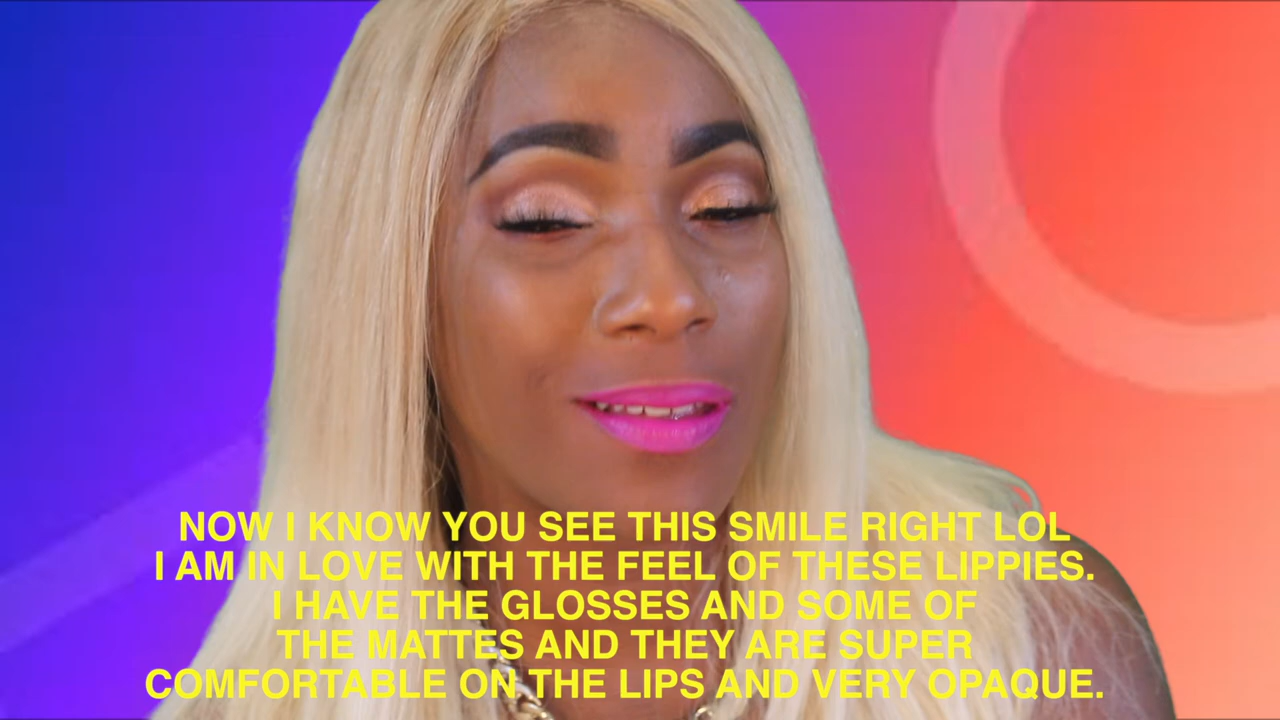 NOW I KNOW YOU SEE THIS SMILE RIGHT LOL
I AM IN LOVE WITH THE FEEL OF THESE LIPPIES.
I HAVE THE GLOSSES AND SOME OF
THE MATTES AND THEY ARE SUPER
COMFORTABLE ON THE LIPS AND VERY OPAQUE.